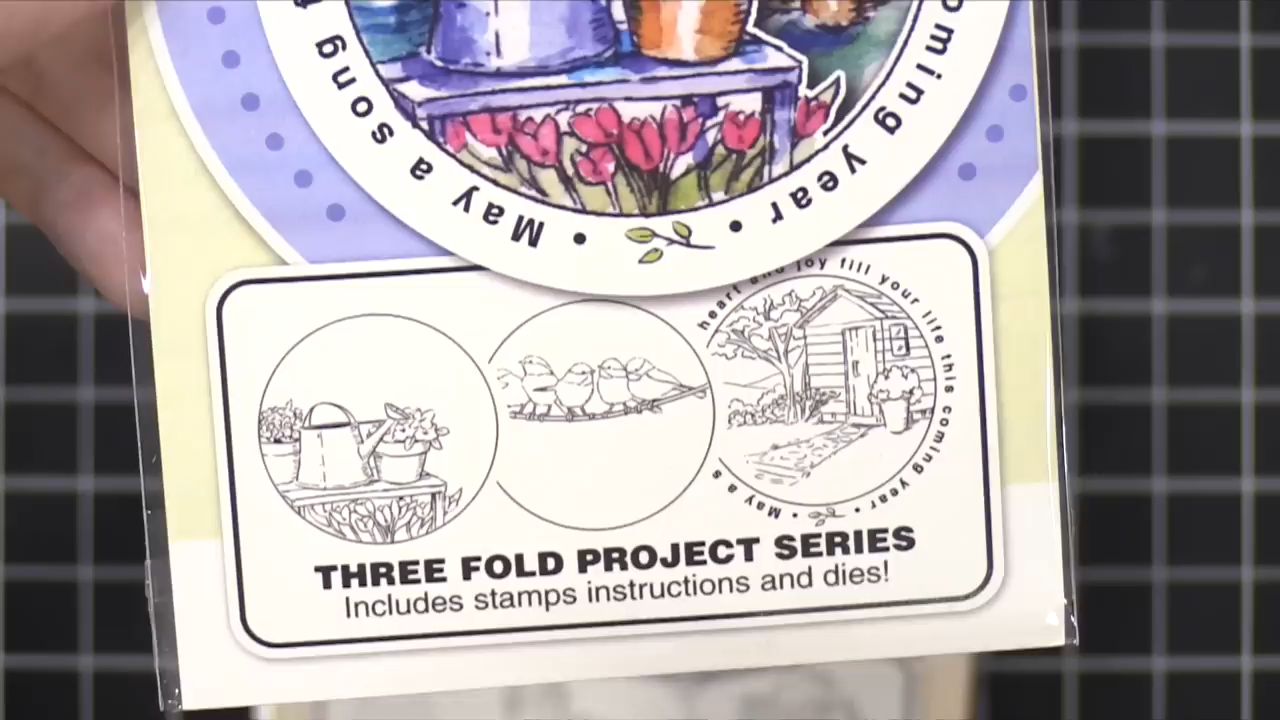 May a song
oming year •
heart and joy fill your life this coming year • May a s
THREE FOLD PROJECT SERIES
Includes stamps instructions and dies!